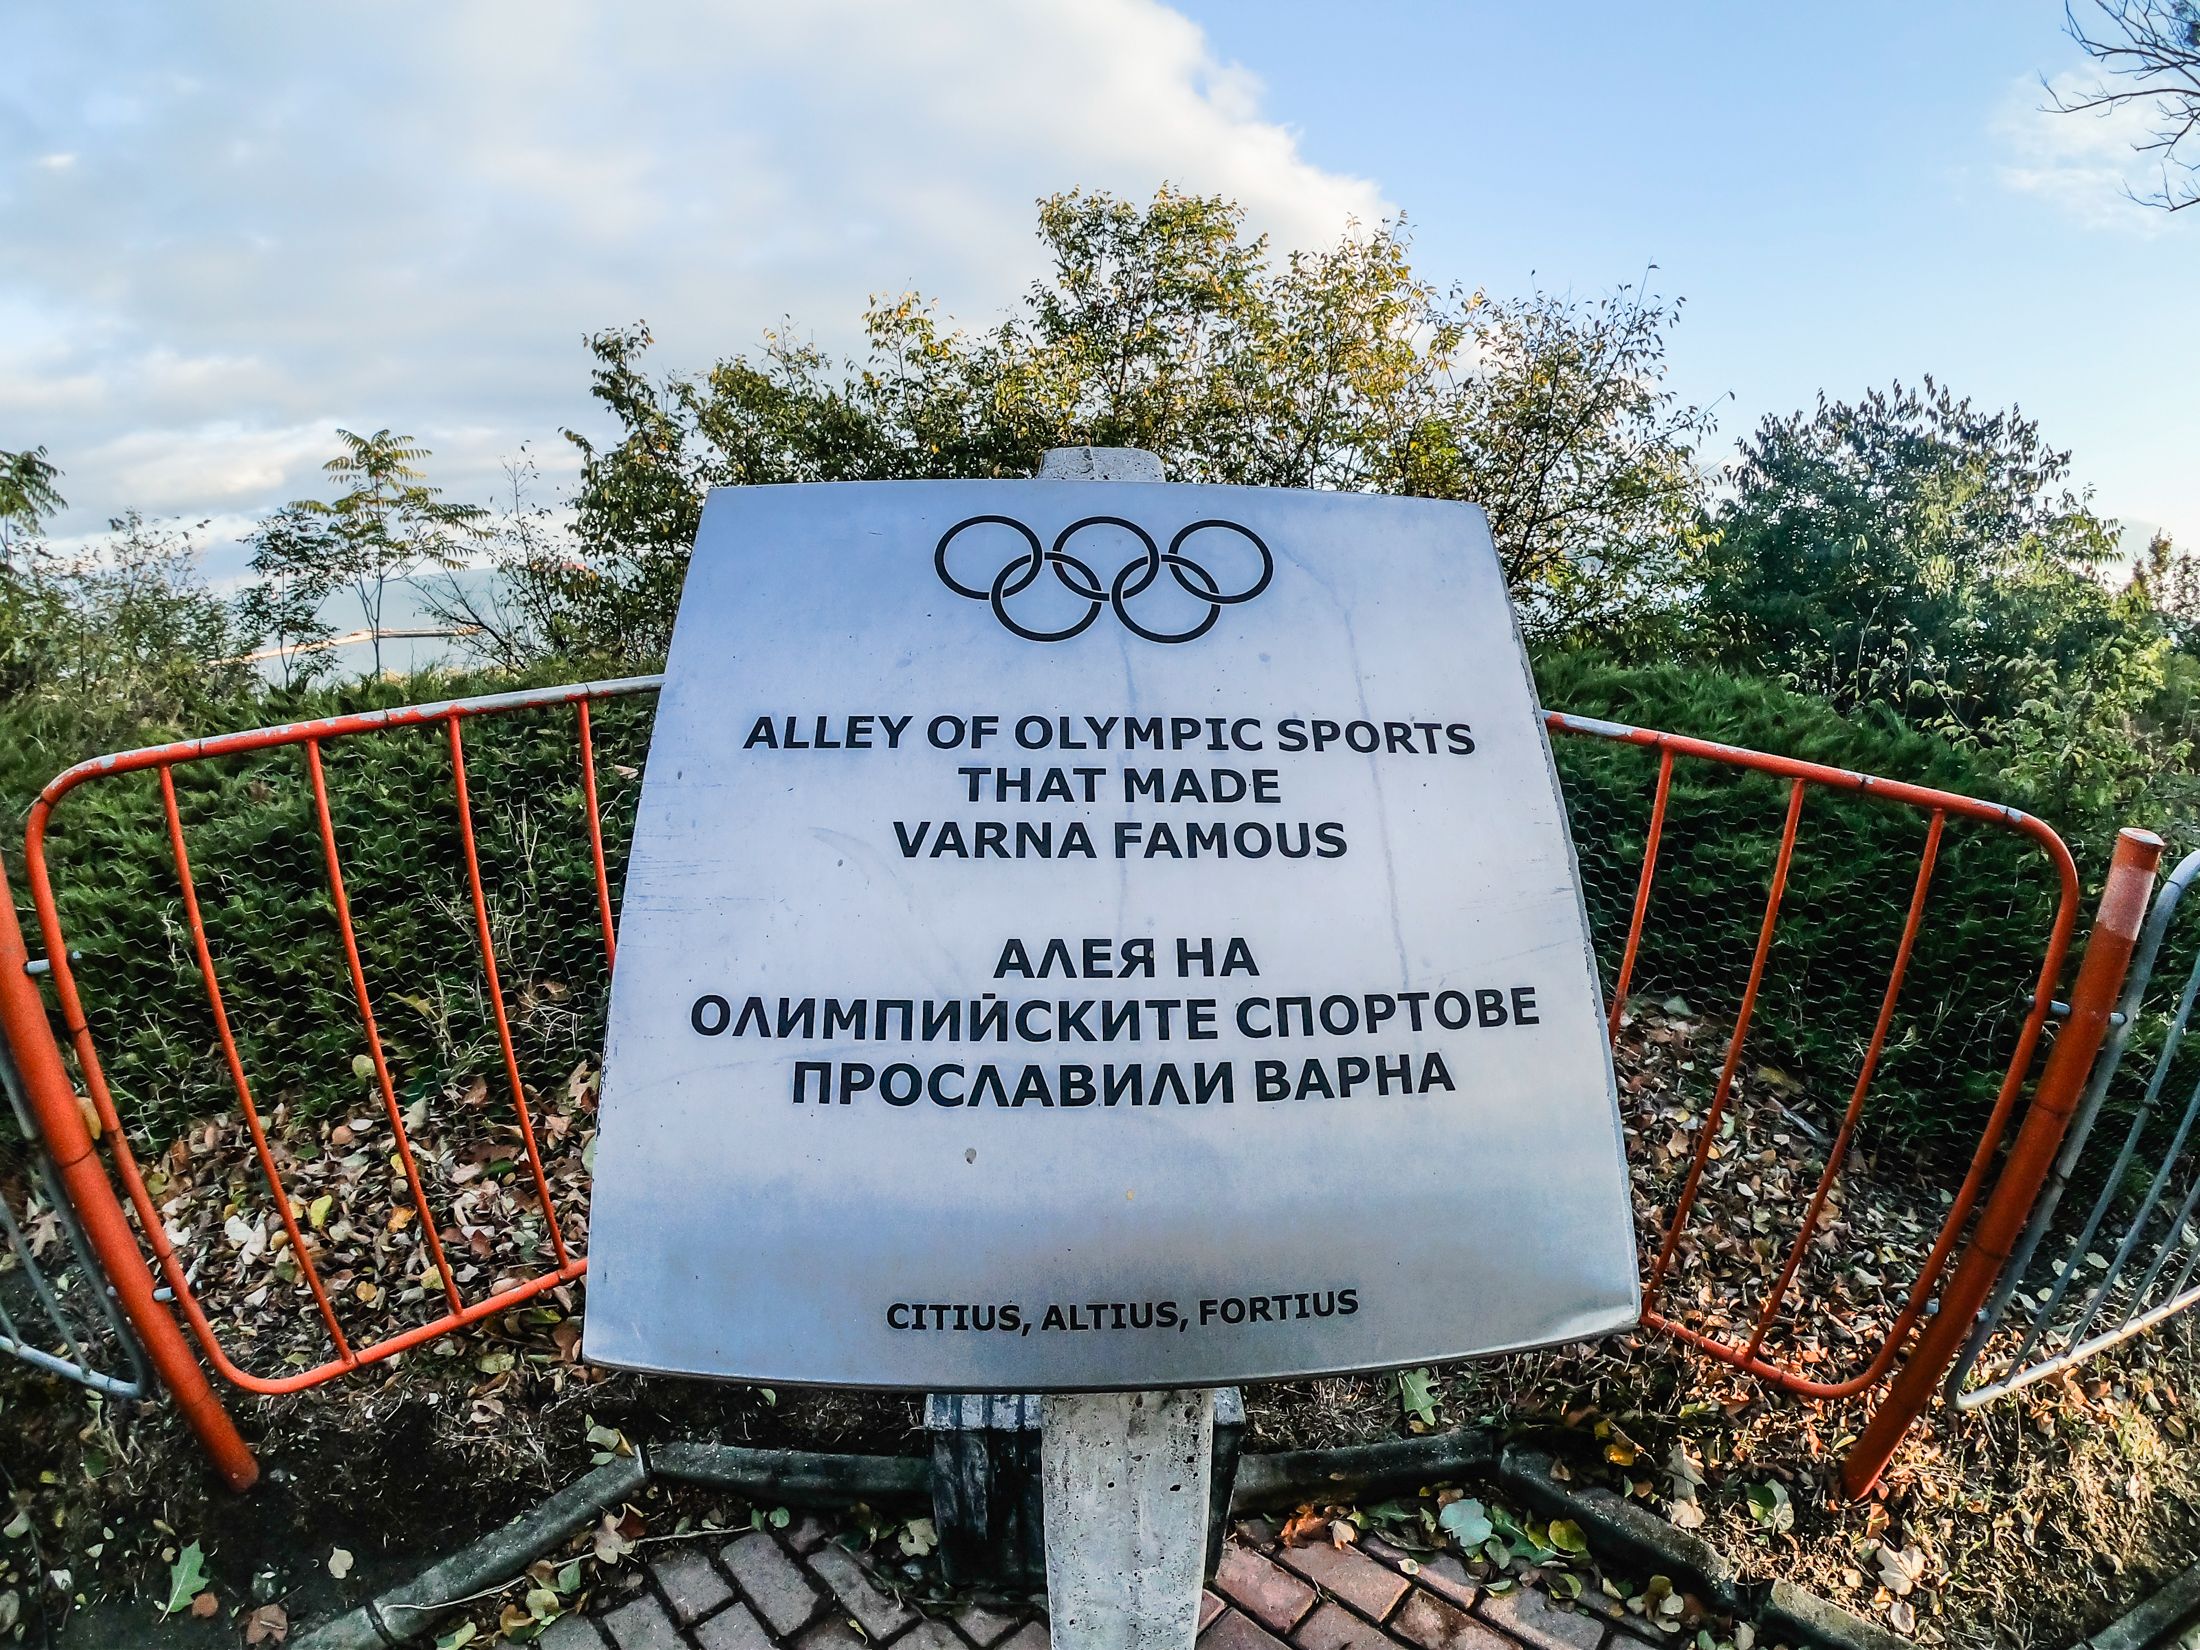 ALLEY OF OLYMPIC SPORTS
THAT MADE
VARNA FAMOUS
АЛЕЯ НА
ОЛИМПИЙСКИТЕ СПОРТОВЕ
ПРОСЛАВИЛИ ВАРНА
CITIUS, ALTIUS, FORTIUS